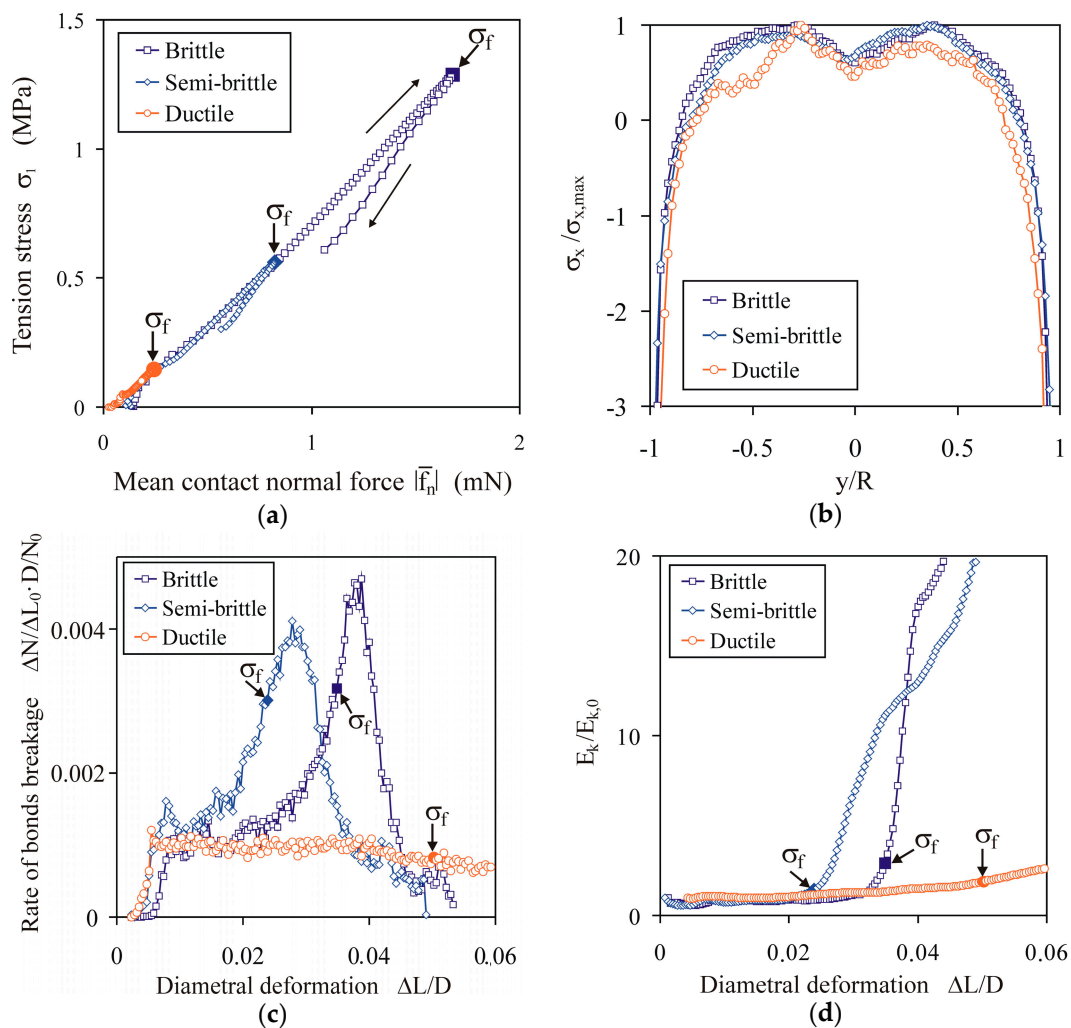 1.5
1
0.5
0
0
1
2
Tension stress σ₁ (MPa)
Mean contact normal force |f̄ₙ| (mN)
Brittle
Semi-brittle
Ductile
σf
σf
σf
(a)
1
0
-1
-2
-3
-1
-0.5
0
0.5
1
σx/σx,max
y/R
Brittle
Semi-brittle
Ductile
(b)
0.004
0.002
0
0
0.02
0.04
0.06
Rate of bonds breakage ΔN/ΔL₀·D/N₀
Diametral deformation ΔL/D
Brittle
Semi-brittle
Ductile
σf
σf
σf
(c)
20
10
0
0
0.02
0.04
0.06
Eₖ/Eₖ,₀
Diametral deformation ΔL/D
Brittle
Semi-brittle
Ductile
σf
σf
σf
(d)